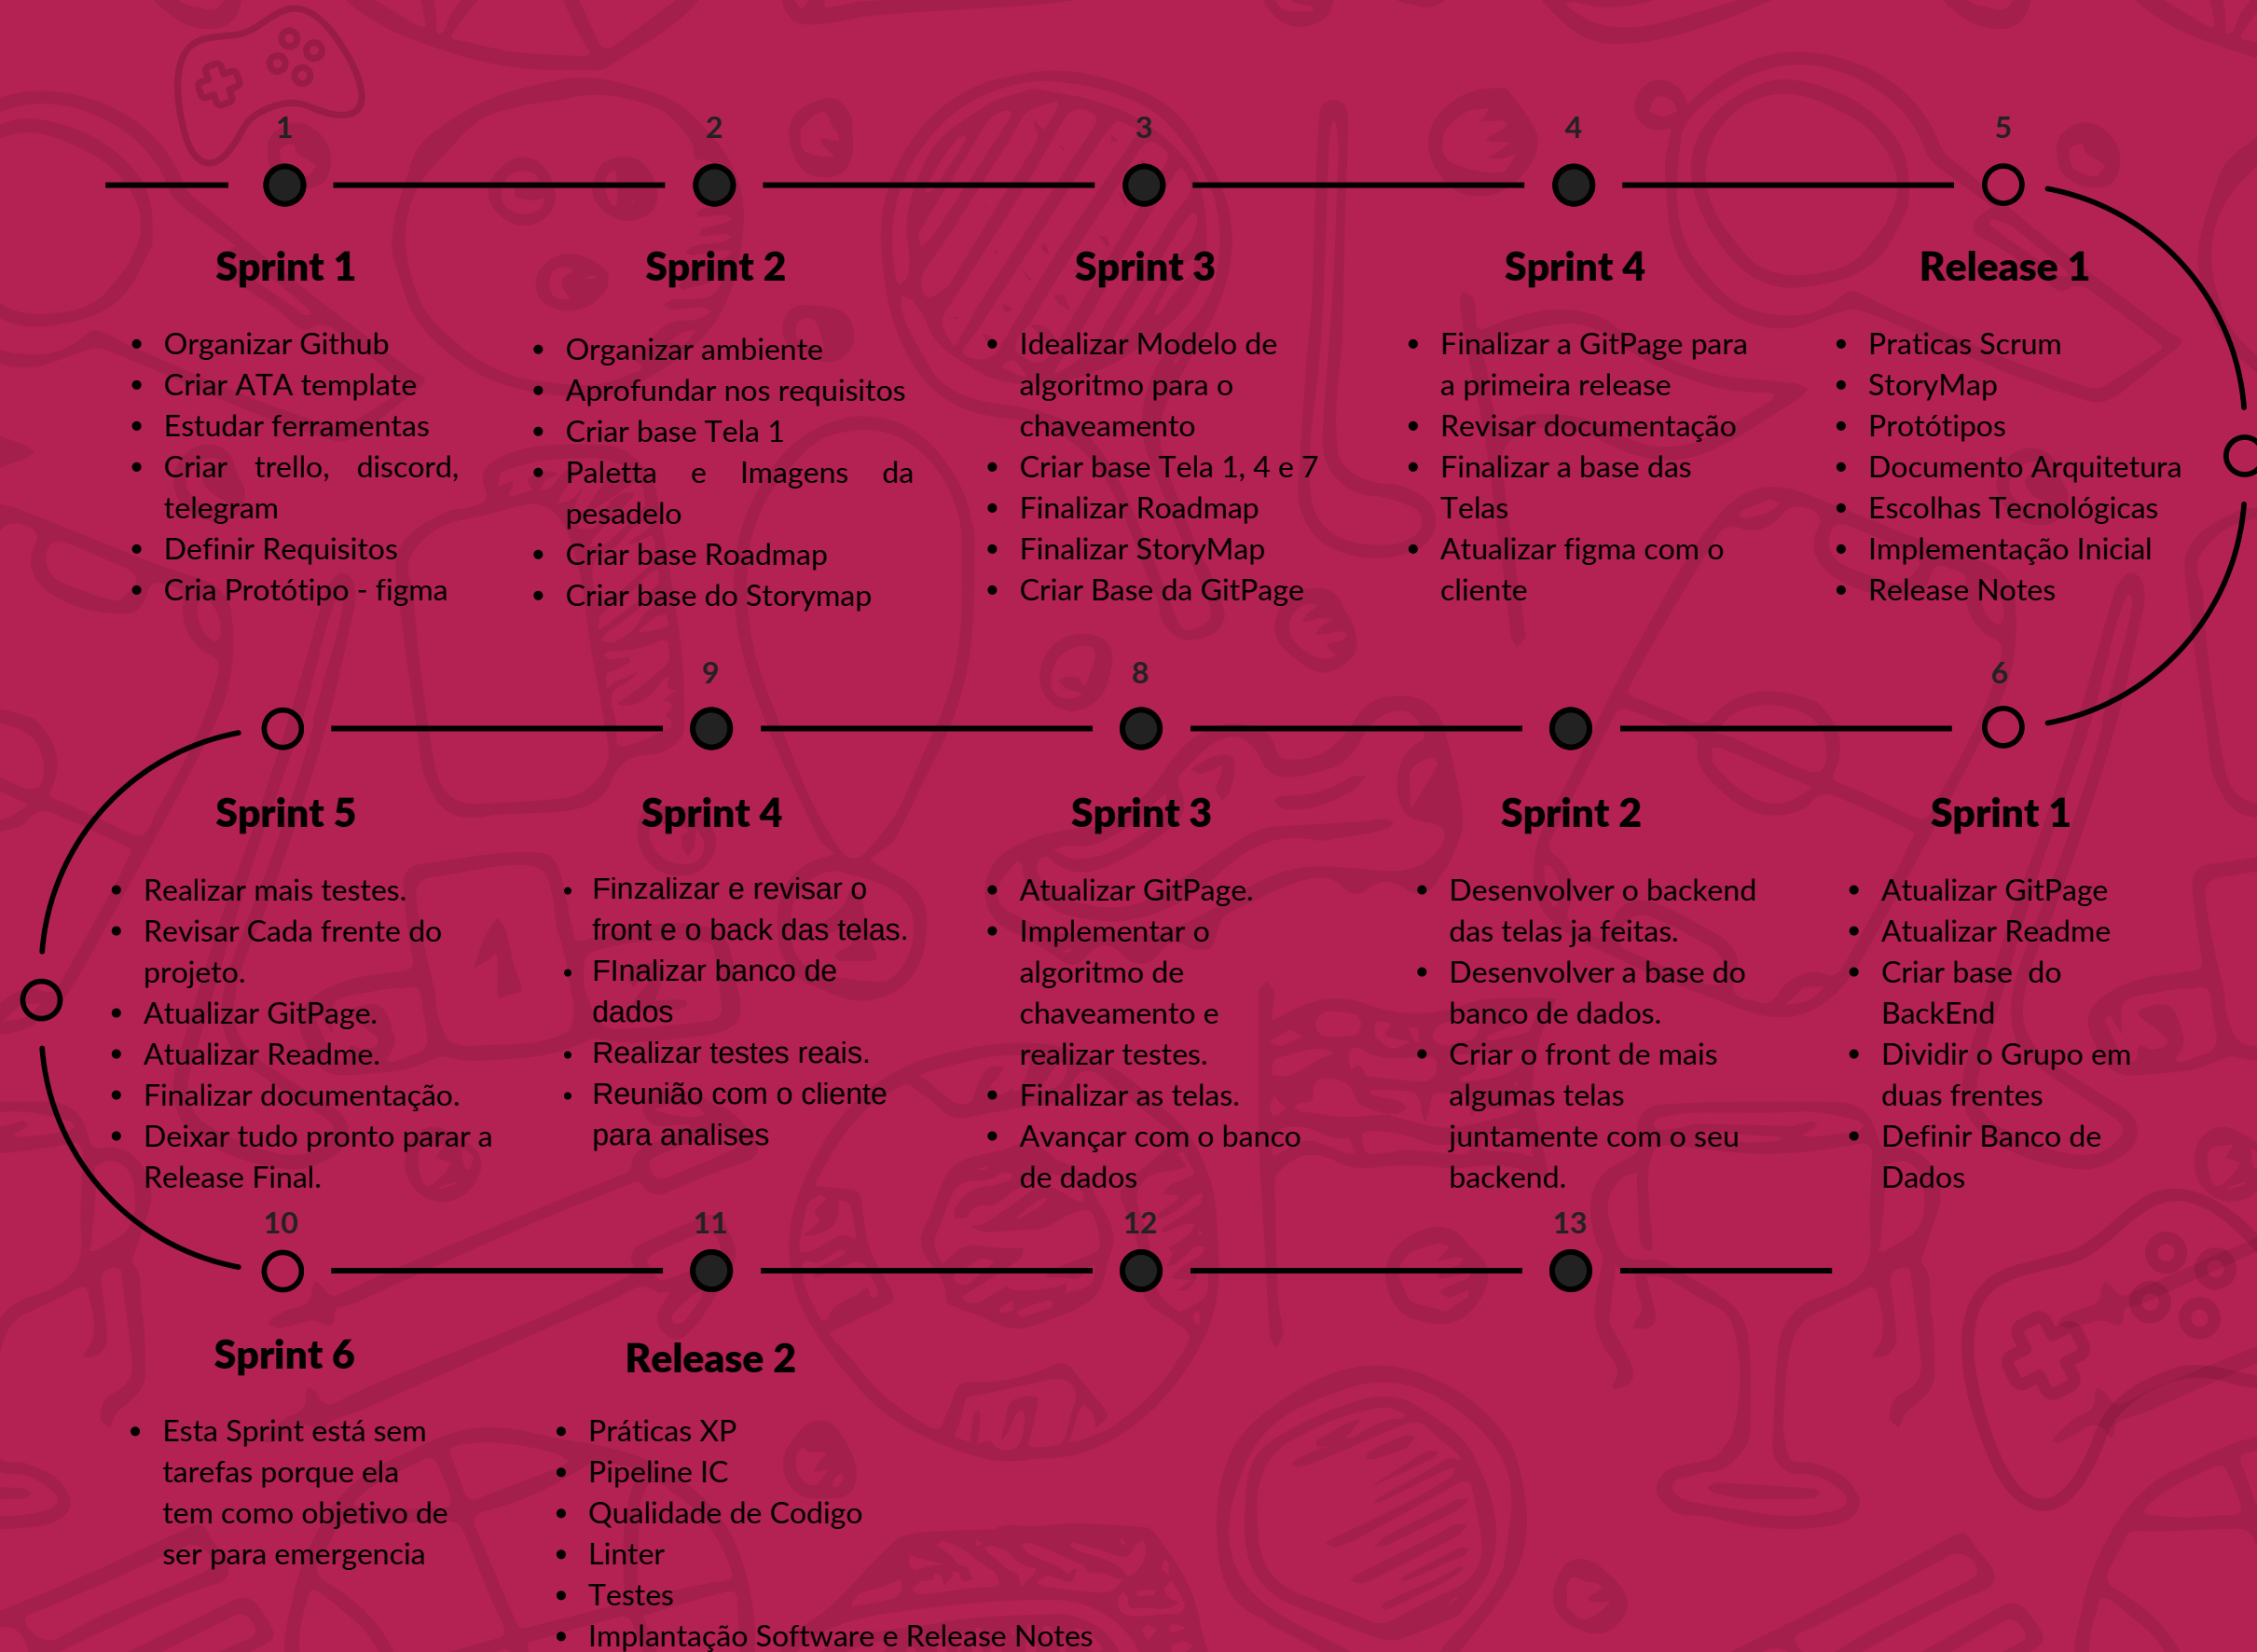 1
2
3
4
5
Sprint 1
Organizar Github
Criar ATA template
Estudar ferramentas
Criar trello, discord,
telegram
Definir Requisitos
Cria Protótipo - figma
Sprint 2
Organizar ambiente
Aprofundar nos requisitos
Criar base Tela 1
Paletta e Imagens da
pesadelo
Criar base Roadmap
Criar base do Storymap
Sprint 3
Idealizar Modelo de
algoritmo para o
chaveamento
Criar base Tela 1, 4 e 7
Finalizar Roadmap
Finalizar StoryMap
Criar Base da GitPage
Sprint 4
Finalizar a GitPage para
a primeira release
Revisar documentação
Finalizar a base das
Telas
Atualizar figma com o
cliente
Release 1
Praticas Scrum
StoryMap
Protótipos
Documento Arquitetura
Escolhas Tecnológicas
Implementação Inicial
Release Notes
9
8
6
Sprint 5
Realizar mais testes.
Revisar Cada frente do
projeto.
Atualizar GitPage.
Atualizar Readme.
Finalizar documentação.
Deixar tudo pronto parar a
Release Final.
Sprint 4
Finzalizar e revisar o
front e o back das telas.
FInalizar banco de
dados
Realizar testes reais.
Reunião com o cliente
para analises
Sprint 3
Atualizar GitPage.
Implementar o
algoritmo de
chaveamento e
realizar testes.
Finalizar as telas.
Avançar com o banco
de dados
Sprint 2
Desenvolver o backend
das telas ja feitas.
Desenvolver a base do
banco de dados.
Criar o front de mais
algumas telas
juntamente com o seu
backend.
Sprint 1
Atualizar GitPage
Atualizar Readme
Criar base do
BackEnd
Dividir o Grupo em
duas frentes
Definir Banco de
Dados
10
11
12
13
Sprint 6
Esta Sprint está sem
tarefas porque ela
tem como objetivo de
ser para emergencia
Release 2
Práticas XP
Pipeline IC
Qualidade de Codigo
Linter
Testes
Implantação Software e Release Notes